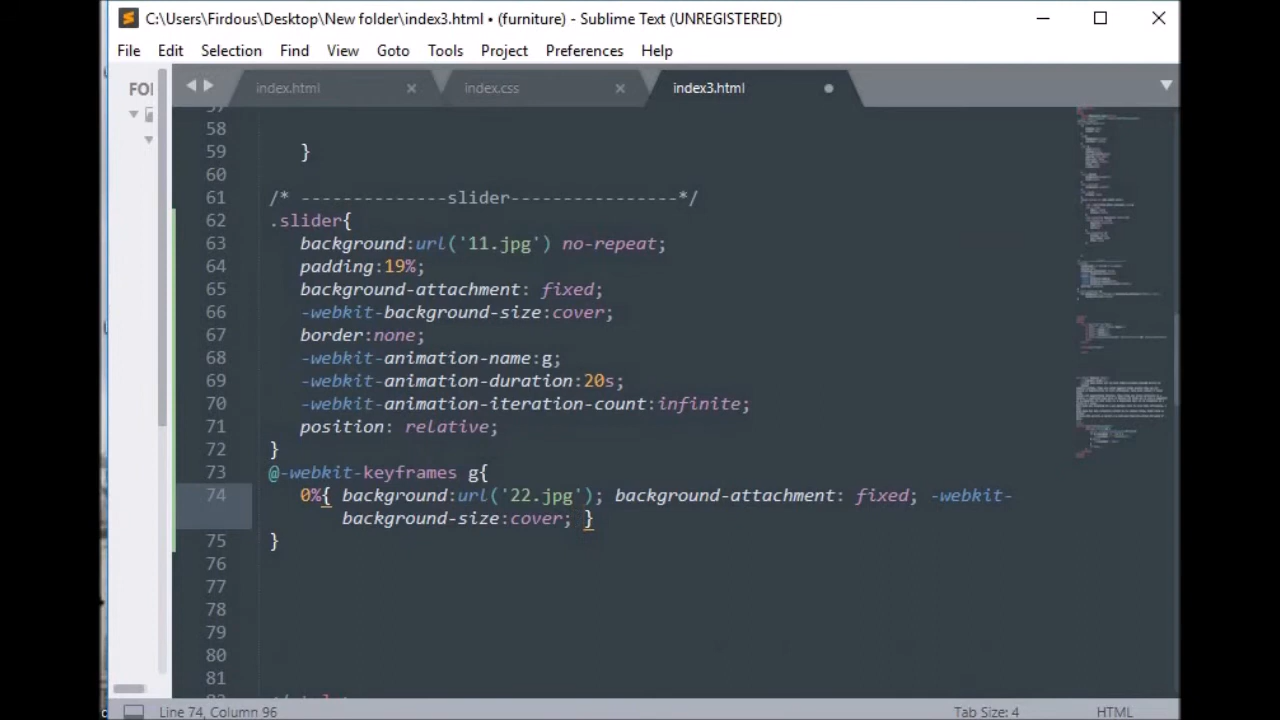 C:\Users\Firdous\Desktop\New folder\index3.html • (furniture) - Sublime Text (UNREGISTERED)
File Edit Selection Find View Goto Tools Project Preferences Help
FOI
index.html × index.css × index3.html
58
59 }
60
61 /* --------------slider----------------*/
62 .slider{
63 background:url('11.jpg') no-repeat;
64 padding:19%;
65 background-attachment: fixed;
66 -webkit-background-size:cover;
67 border:none;
68 -webkit-animation-name:g;
69 -webkit-animation-duration:20s;
70 -webkit-animation-iteration-count:infinite;
71 position: relative;
72 }
73 @-webkit-keyframes g{
74 0%{ background:url('22.jpg'); background-attachment: fixed; -webkit-
background-size:cover; }
75 }
76
77
78
79
80
81
Line 74, Column 96 Tab Size: 4 HTML